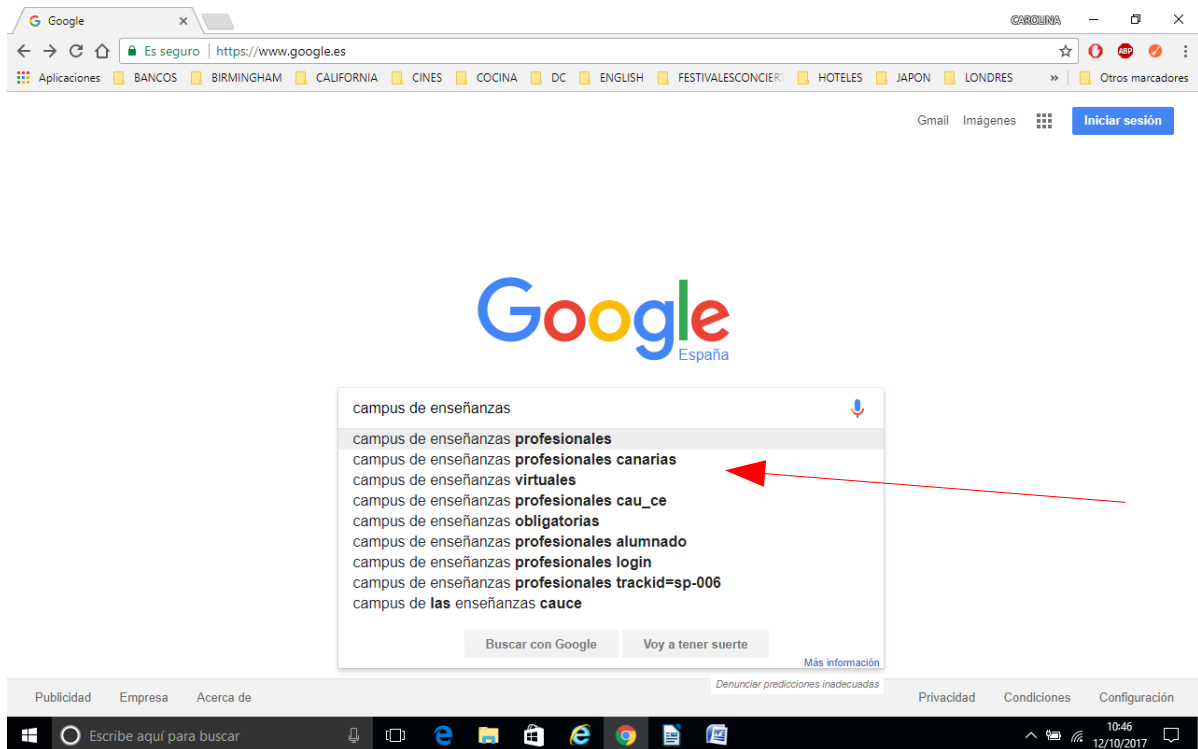 Google
CAROLINA
Es seguro https://www.google.es
ABP
Aplicaciones BANCOS BIRMINGHAM CALIFORNIA CINES COCINA DC ENGLISH FESTIVALESCONCIERT HOTELES JAPON LONDRES » Otros marcadores
Gmail Imágenes Iniciar sesión
Google
España
campus de enseñanzas
campus de enseñanzas profesionales
campus de enseñanzas profesionales canarias
campus de enseñanzas virtuales
campus de enseñanzas profesionales cau_ce
campus de enseñanzas obligatorias
campus de enseñanzas profesionales alumnado
campus de enseñanzas profesionales login
campus de enseñanzas profesionales trackid=sp-006
campus de las enseñanzas cauce
Buscar con Google Voy a tener suerte
Más información
Denunciar predicciones inadecuadas
Publicidad Empresa Acerca de Privacidad Condiciones Configuración
Escribe aquí para buscar
10:46
12/10/2017